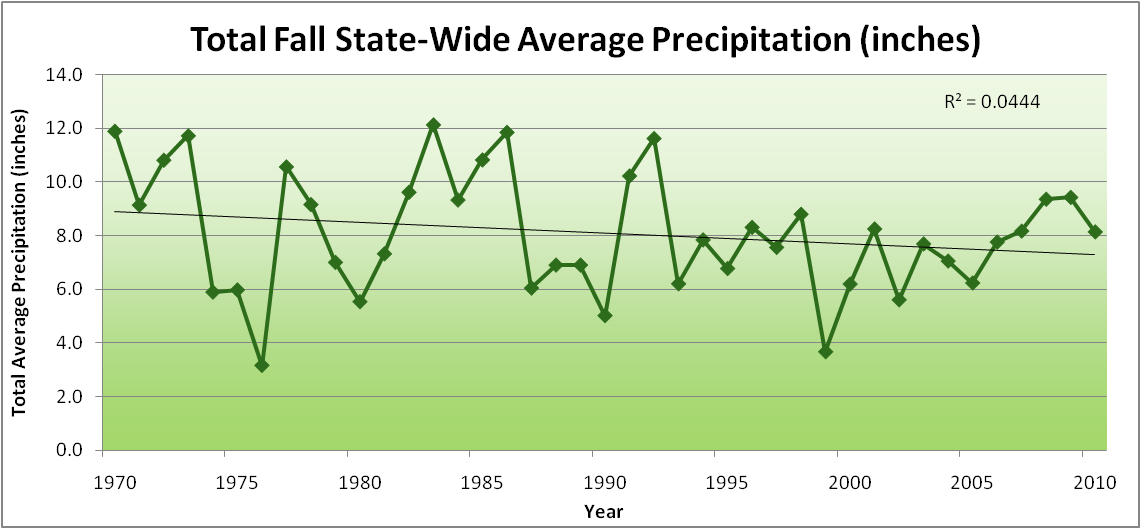 Total Fall State-Wide Average Precipitation (inches)
R² = 0.0444
Total Average Precipitation (inches)
14.0
12.0
10.0
8.0
6.0
4.0
2.0
0.0
1970 1975 1980 1985 1990 1995 2000 2005 2010
Year